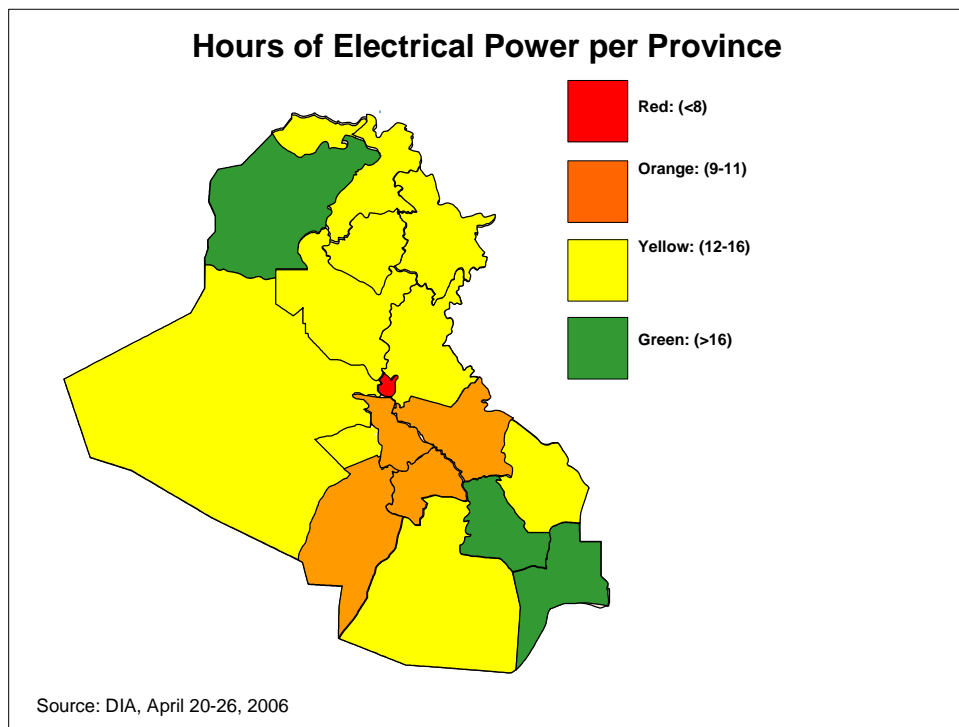 Hours of Electrical Power per Province
Red: (<8)
Orange: (9-11)
Yellow: (12-16)
Green: (>16)
Source: DIA, April 20-26, 2006